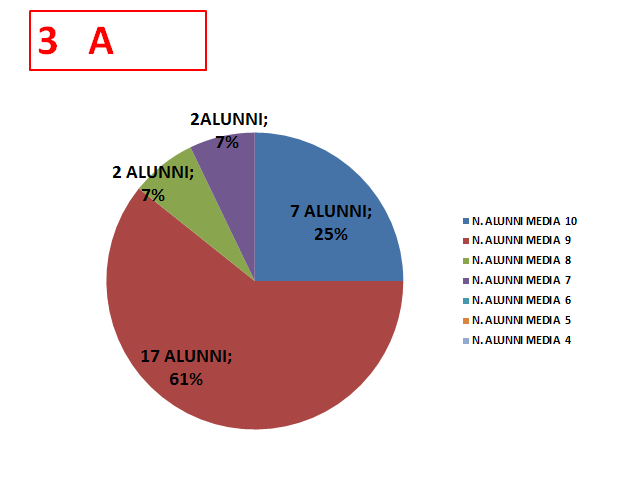 3 A
2ALUNNI;
7%
2 ALUNNI;
7%
7 ALUNNI;
25%
17 ALUNNI;
61%
N. ALUNNI MEDIA 10
N. ALUNNI MEDIA 9
N. ALUNNI MEDIA 8
N. ALUNNI MEDIA 7
N. ALUNNI MEDIA 6
N. ALUNNI MEDIA 5
N. ALUNNI MEDIA 4